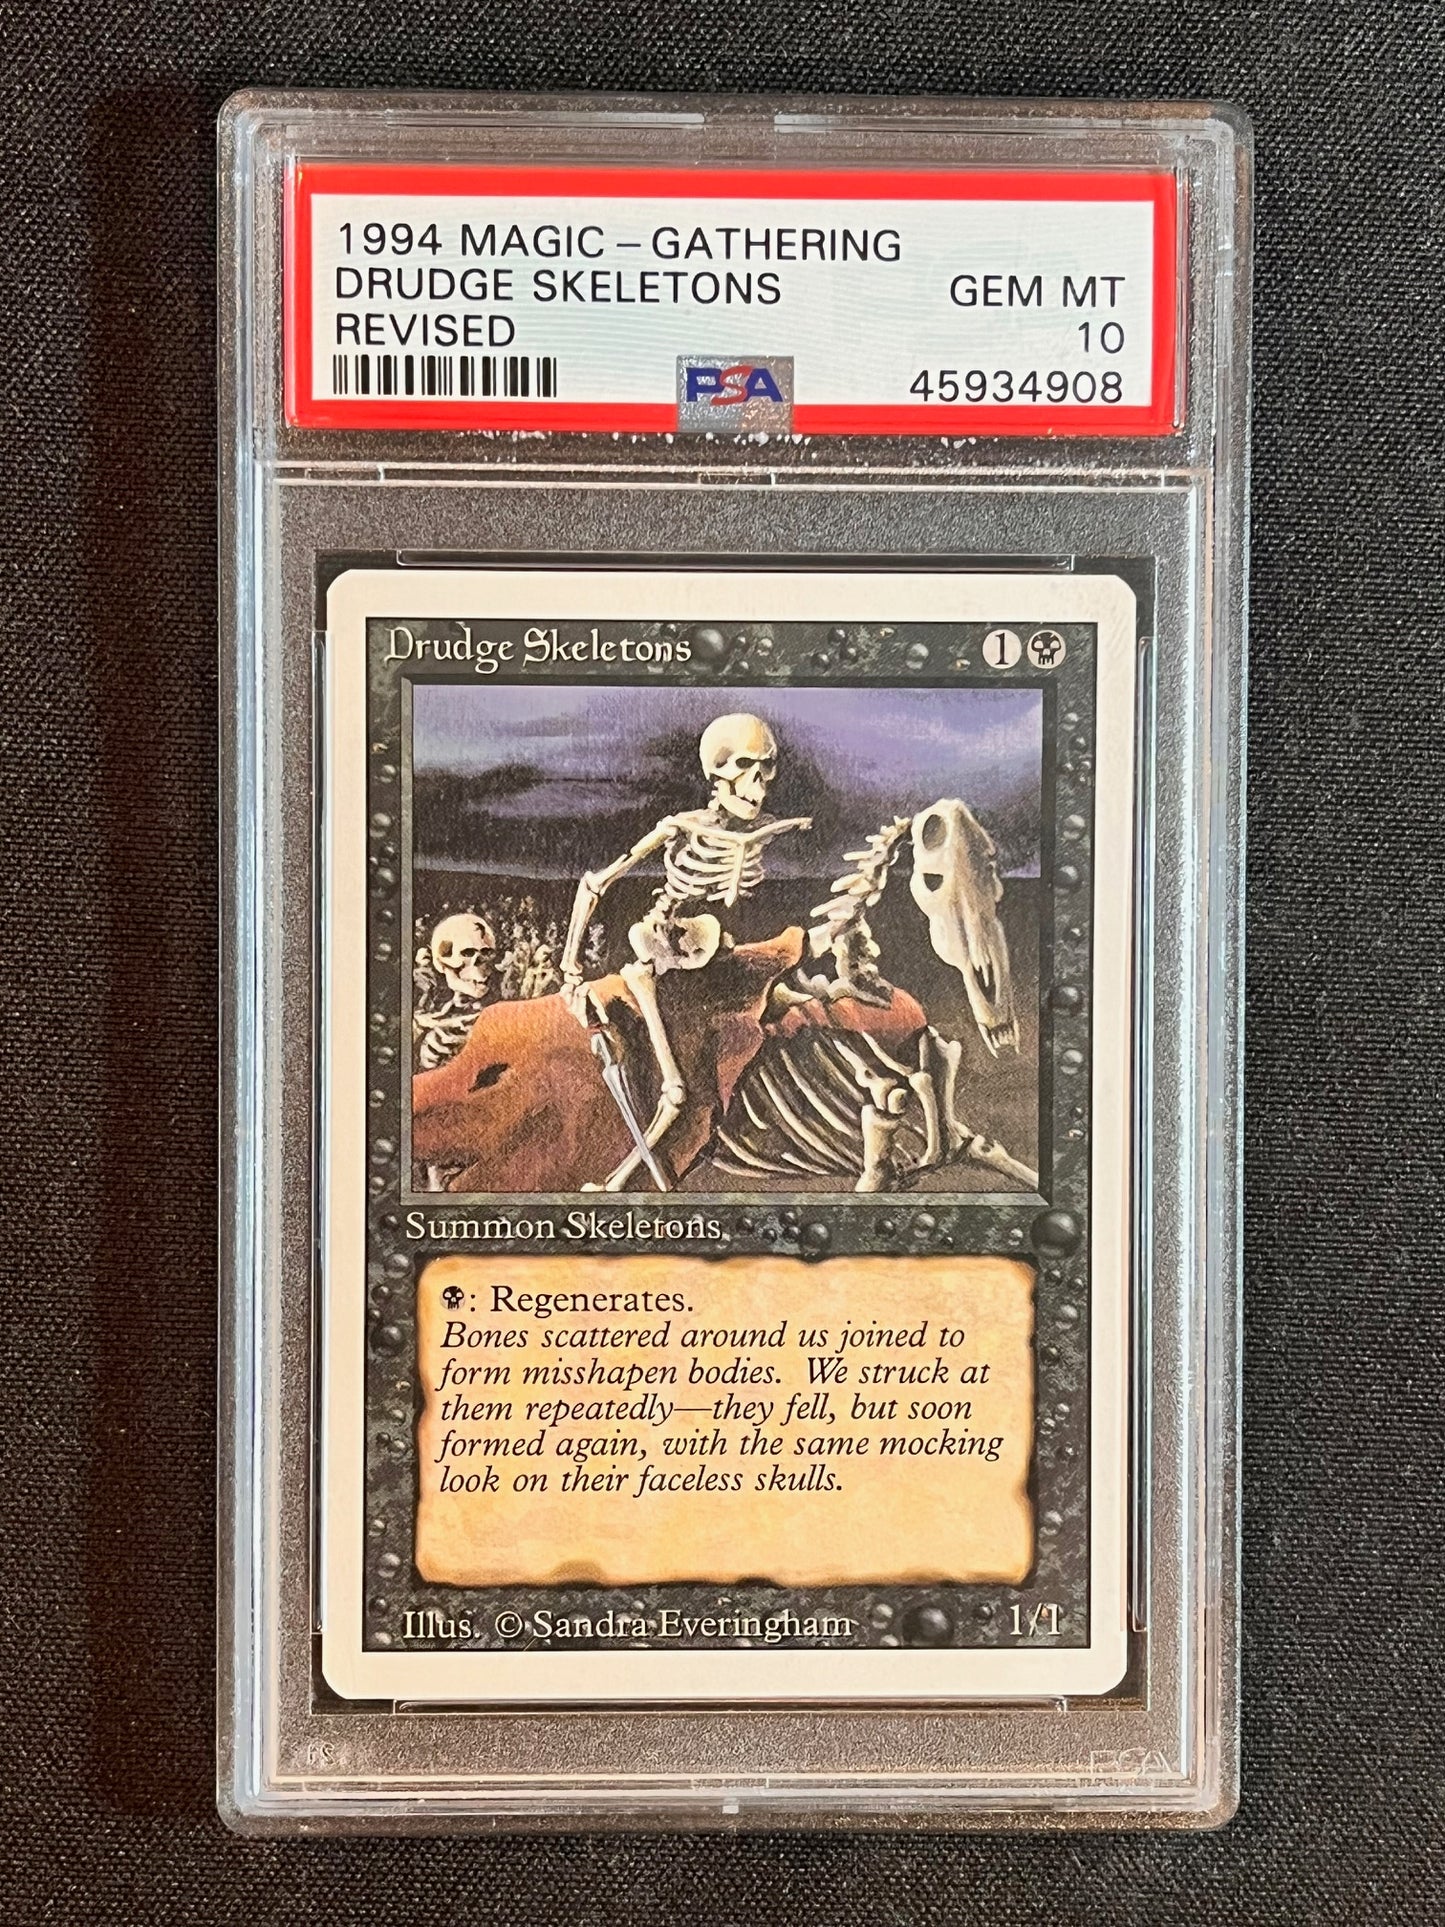 1994 MAGIC – GATHERING
DRUDGE SKELETONS
REVISED
GEM MT
10
45934908
PSA
Drudge Skeletons
1
Summon Skeletons
: Regenerates.
Bones scattered around us joined to
form misshapen bodies. We struck at
them repeatedly—they fell, but soon
formed again, with the same mocking
look on their faceless skulls.
Illus. © Sandra Everingham
1/1
PSA